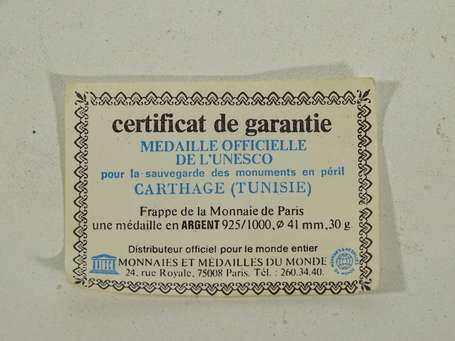 certificat de garantie
MEDAILLE OFFICIELLE
DE L'UNESCO
pour la sauvegarde des monuments en péril
CARTHAGE (TUNISIE)
Frappe de la Monnaie de Paris
une médaille en ARGENT 925/1000, ø 41 mm, 30 g.
Distributeur officiel pour le monde entier
MONNAIES ET MÉDAILLES DU MONDE
24, rue Royale, 75008 Paris. Tél. : 260.34.40.